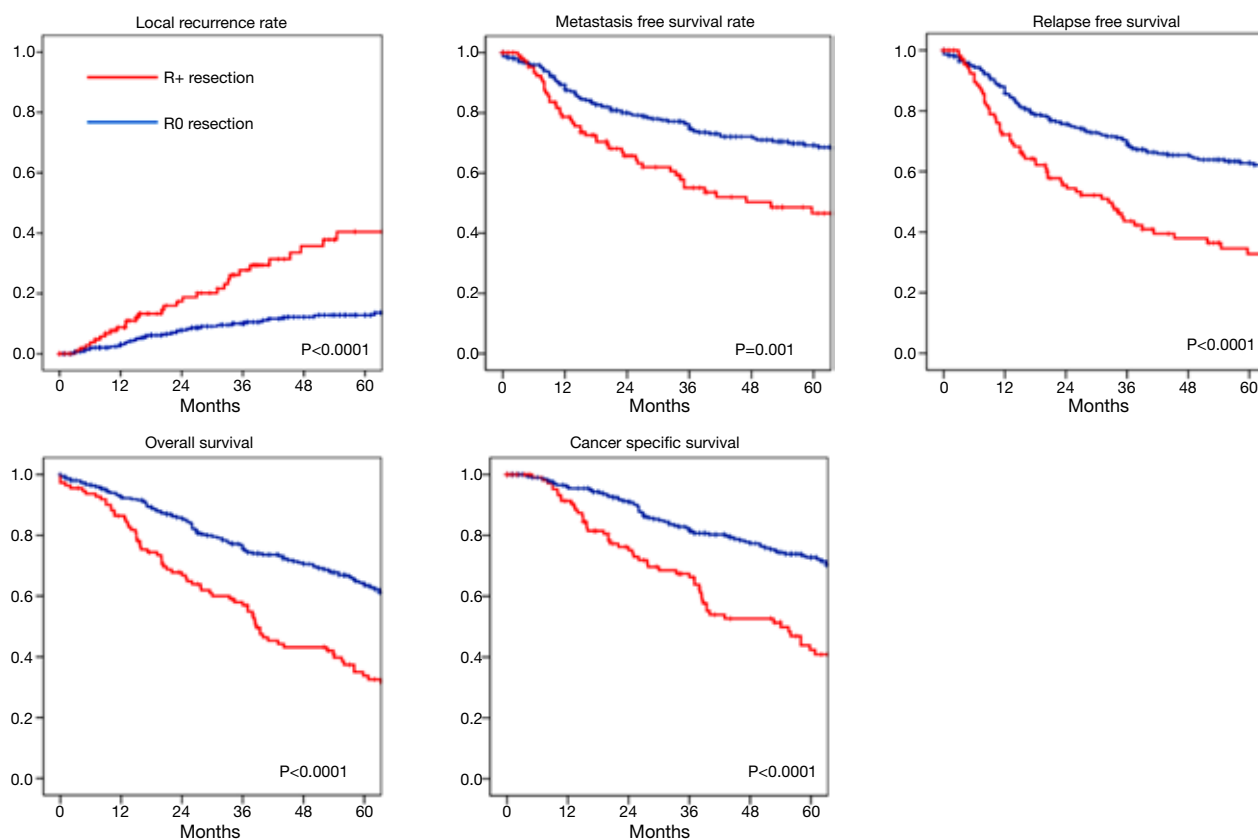 Local recurrence rate
1.0
0.8
0.6
0.4
0.2
0.0
R+ resection
R0 resection
P<0.0001
0 12 24 36 48 60
Months
Metastasis free survival rate
1.0
0.8
0.6
0.4
0.2
0.0
P=0.001
0 12 24 36 48 60
Months
Relapse free survival
1.0
0.8
0.6
0.4
0.2
0.0
P<0.0001
0 12 24 36 48 60
Months
Overall survival
1.0
0.8
0.6
0.4
0.2
0.0
P<0.0001
0 12 24 36 48 60
Months
Cancer specific survival
1.0
0.8
0.6
0.4
0.2
0.0
P<0.0001
0 12 24 36 48 60
Months